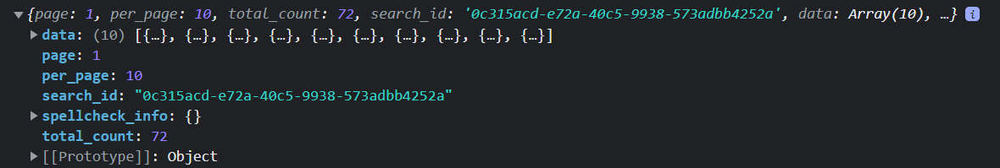 ▼{page: 1, per_page: 10, total_count: 72, search_id: '0c315acd-e72a-40c5-9938-573adbb4252a', data: Array(10), …} i
▶ data: (10) [{…}, {…}, {…}, {…}, {…}, {…}, {…}, {…}, {…}, {…}]
page: 1
per_page: 10
search_id: "0c315acd-e72a-40c5-9938-573adbb4252a"
▶ spellcheck_info: {}
total_count: 72
▶ [[Prototype]]: Object